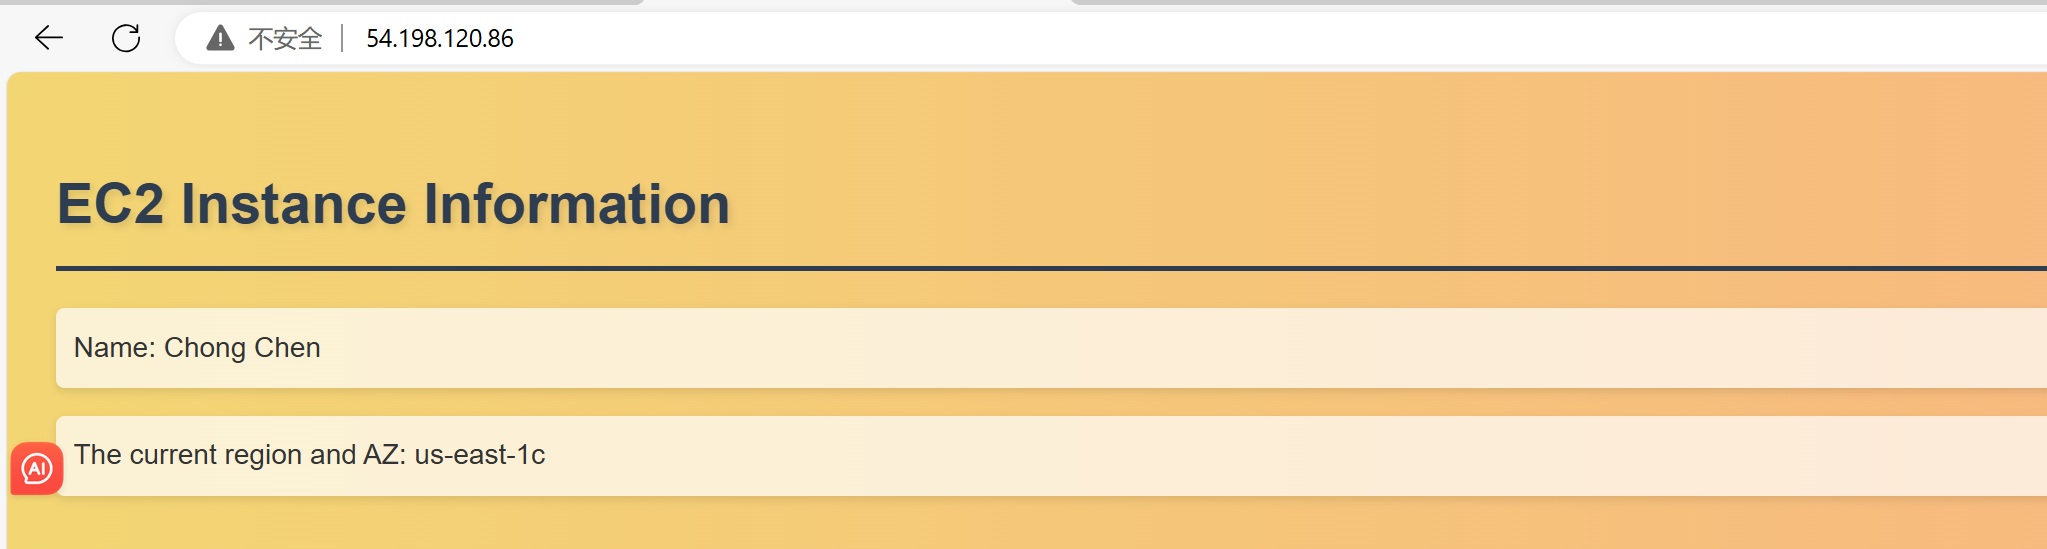 不安全 | 54.198.120.86
EC2 Instance Information
Name: Chong Chen
The current region and AZ: us-east-1c
AI